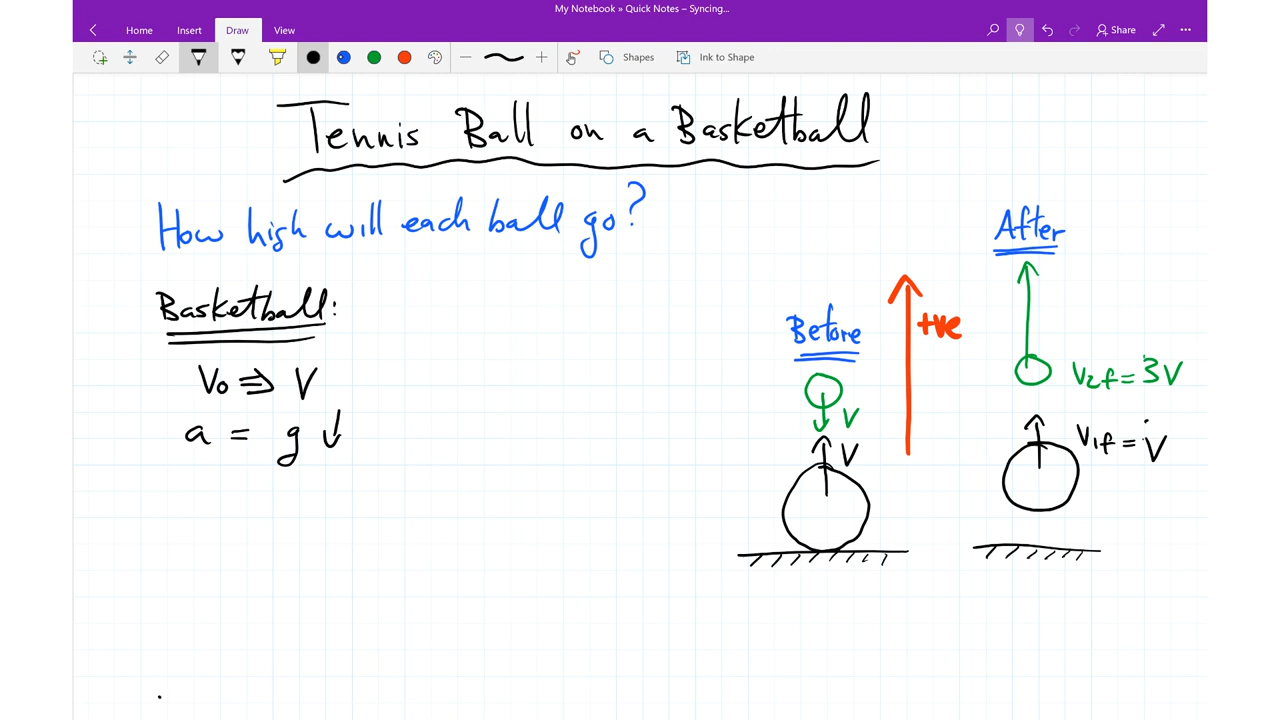 My Notebook » Quick Notes – Syncing...
Home Insert Draw View Share
Shapes Ink to Shape
Tennis Ball on a Basketball
How high will each ball go?
After
Basketball:
Before
+ve
V₀ ⇒ V
V₂f = 3V
a = g ↓
V
V₁f = V
V